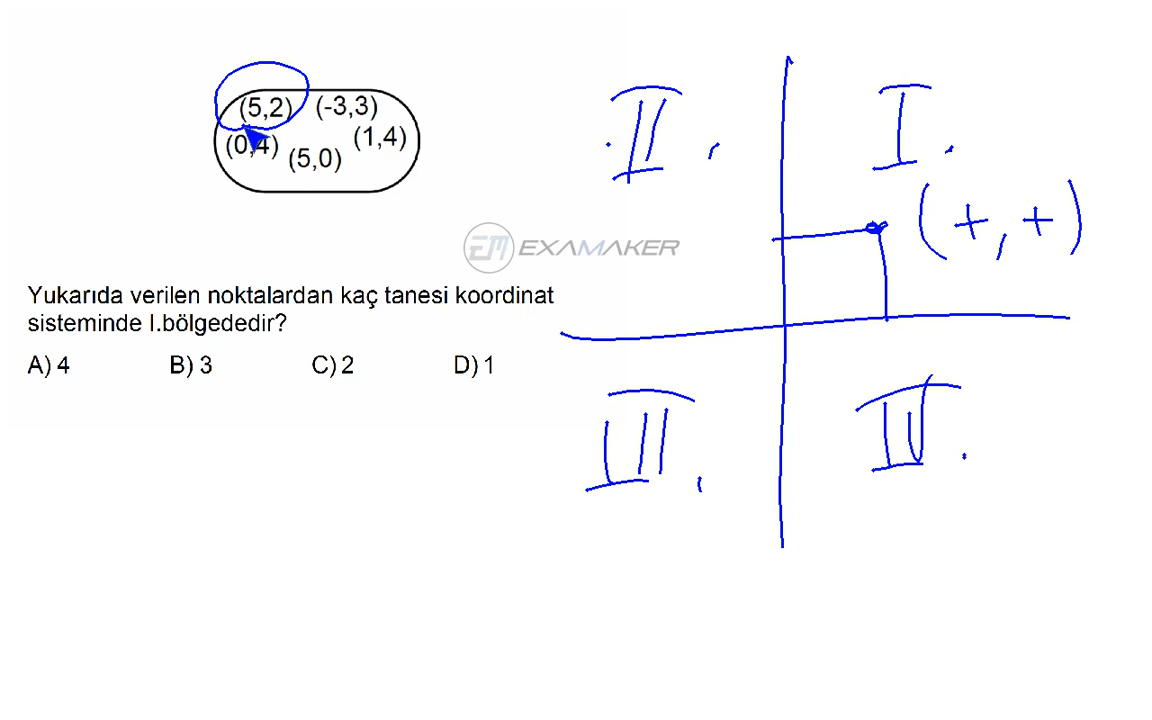 (5,2) (-3,3)
(0,4) (5,0) (1,4)
EM EXAMAKER
Yukarıda verilen noktalardan kaç tanesi koordinat
sisteminde I.bölgededir?
A) 4 B) 3 C) 2 D) 1
II. I.
(+,+)
III. IV.